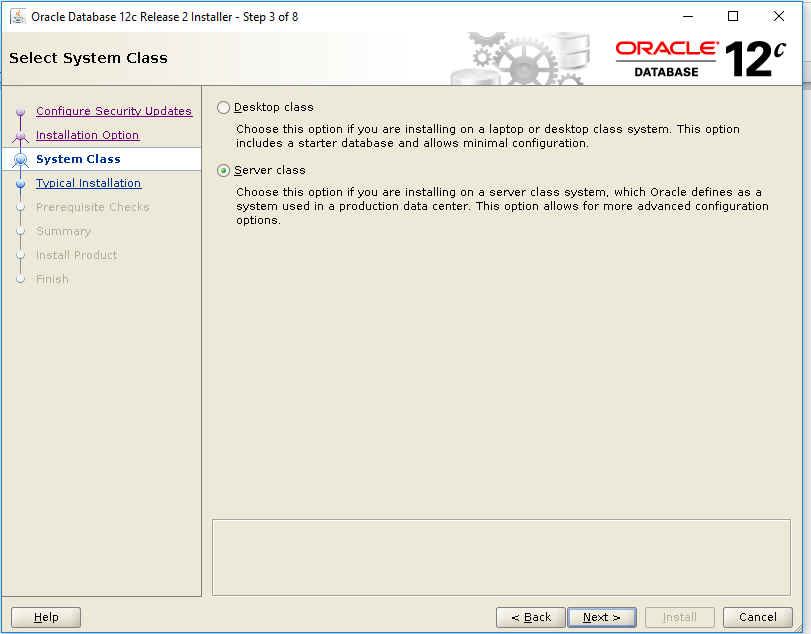 Oracle Database 12c Release 2 Installer - Step 3 of 8
Select System Class
ORACLE®
DATABASE
12c
Configure Security Updates
Installation Option
System Class
Typical Installation
Prerequisite Checks
Summary
Install Product
Finish
Desktop class
Choose this option if you are installing on a laptop or desktop class system. This option
includes a starter database and allows minimal configuration.
Server class
Choose this option if you are installing on a server class system, which Oracle defines as a
system used in a production data center. This option allows for more advanced configuration
options.
Help
< Back
Next >
Install
Cancel